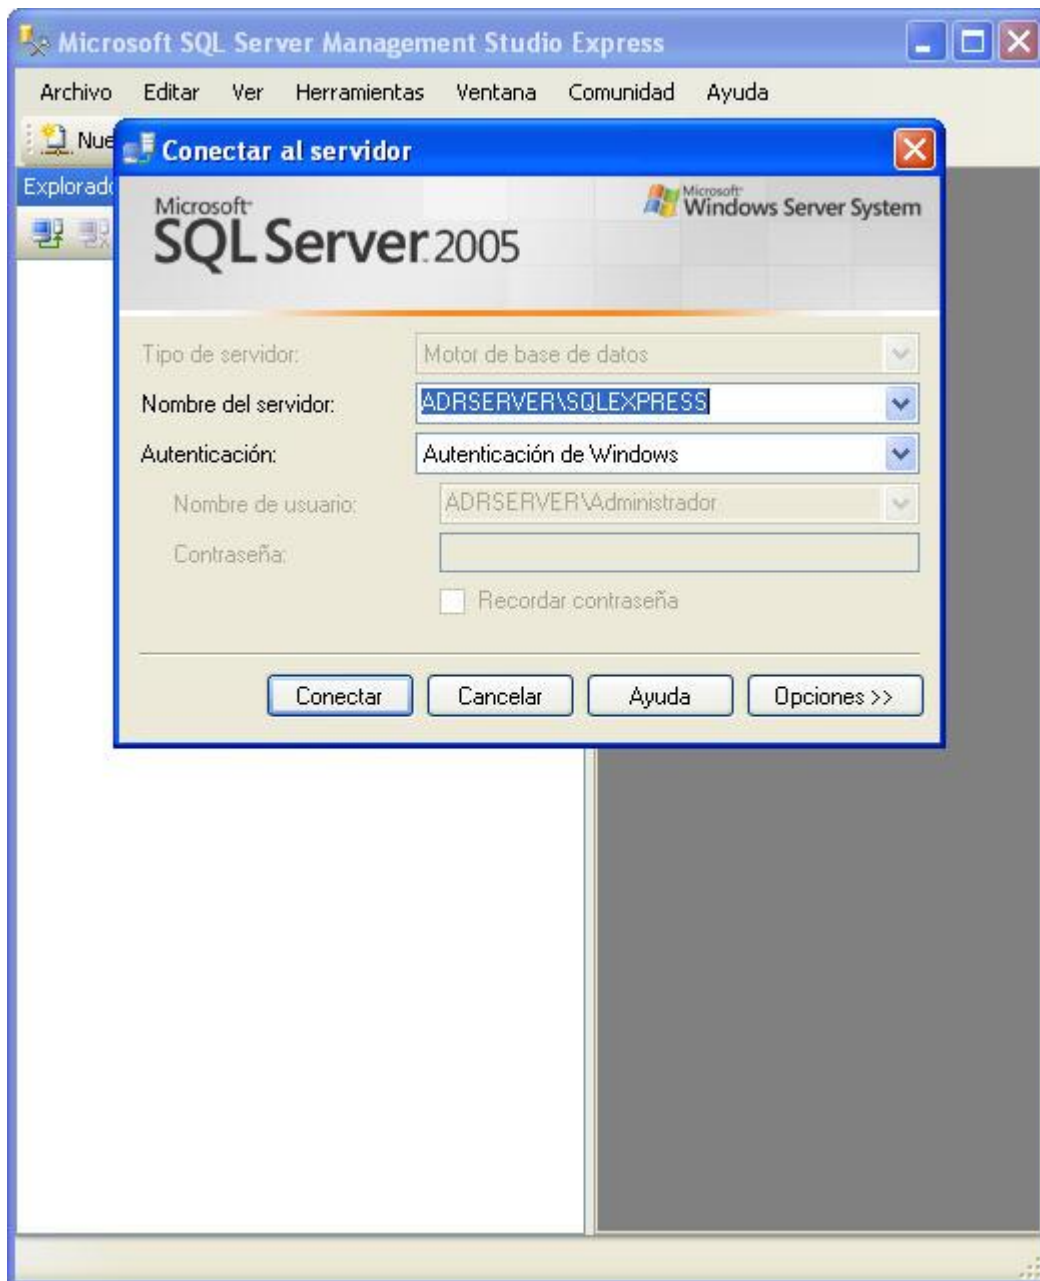 Microsoft SQL Server Management Studio Express
Archivo Editar Ver Herramientas Ventana Comunidad Ayuda
Conectar al servidor
Microsoft
SQL Server 2005
Microsoft
Windows Server System
Tipo de servidor: Motor de base de datos
Nombre del servidor: ADRSERVER\SQLEXPRESS
Autenticación: Autenticación de Windows
Nombre de usuario: ADRSERVER\Administrador
Contraseña:
Recordar contraseña
Conectar Cancelar Ayuda Opciones >>